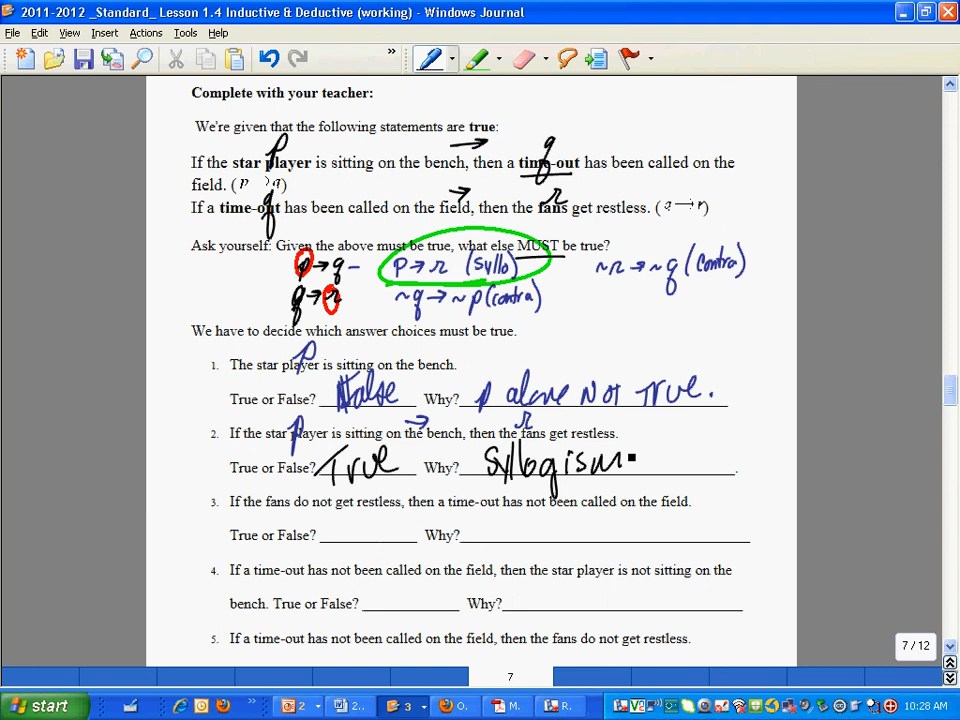 2011-2012 _Standard_ Lesson 1.4 Inductive & Deductive (working) - Windows Journal
File Edit View Insert Actions Tools Help
»
Complete with your teacher:
We're given that the following statements are true:
p → q
If the star player is sitting on the bench, then a time-out has been called on the
field. (p → q)
q → r
If a time-out has been called on the field, then the fans get restless. (q → r)
Ask yourself: Given the above must be true, what else MUST be true?
p → q – p → r (syllo) ~r → ~q (contra)
q → r ~q → ~p (contra)
We have to decide which answer choices must be true.
p
1. The star player is sitting on the bench.
True or False? False Why? p alone Not True.
p → r
2. If the star player is sitting on the bench, then the fans get restless.
True or False? True Why? Syllogism .
3. If the fans do not get restless, then a time-out has not been called on the field.
True or False? ____________ Why?____________
4. If a time-out has not been called on the field, then the star player is not sitting on the
bench. True or False? ____________ Why?____________
5. If a time-out has not been called on the field, then the fans do not get restless.
7 / 12
7
start » 2 2.. 3 O. M. R. V2 « 10:28 AM